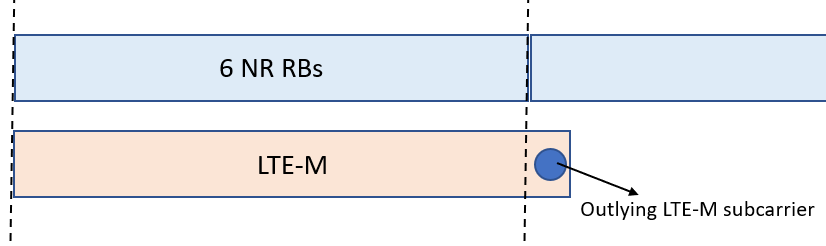 6 NR RBs
LTE-M
Outlying LTE-M subcarrier